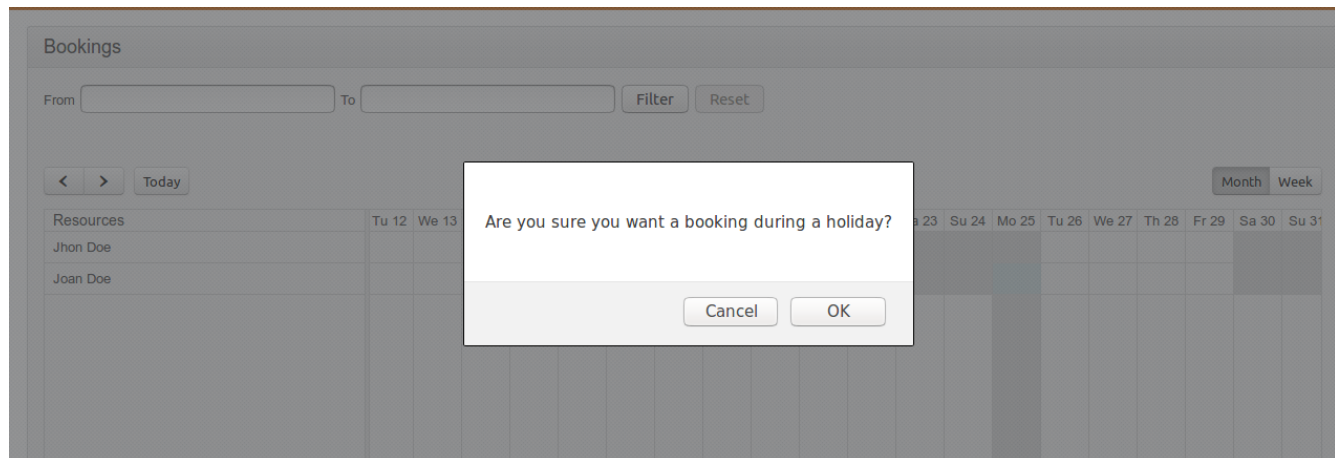 Bookings
From To Filter Reset
< > Today Month Week
Resources Tu 12 We 13 23 Su 24 Mo 25 Tu 26 We 27 Th 28 Fr 29 Sa 30 Su 31
Jhon Doe
Joan Doe
Are you sure you want a booking during a holiday?
Cancel OK